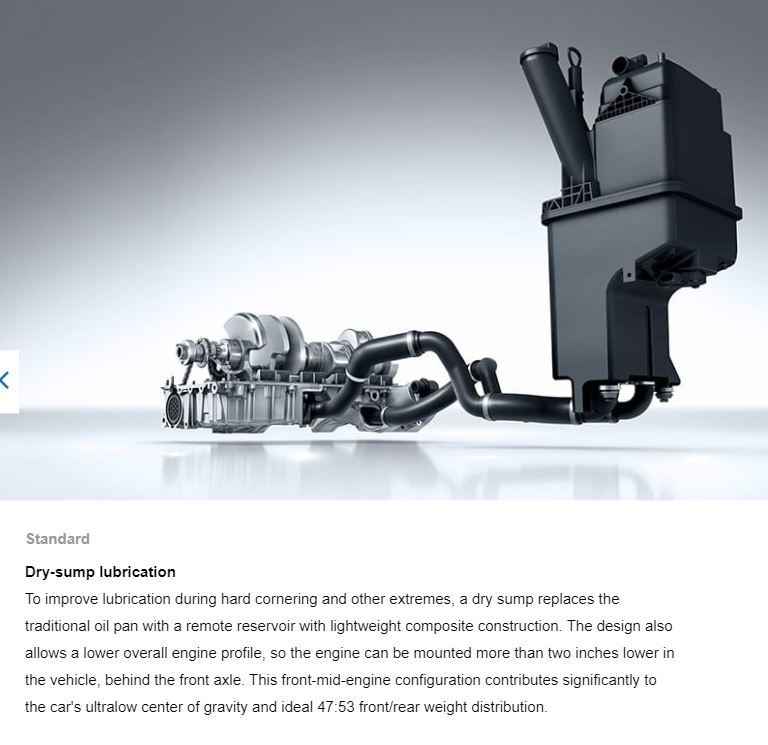 Standard
Dry-sump lubrication
To improve lubrication during hard cornering and other extremes, a dry sump replaces the
traditional oil pan with a remote reservoir with lightweight composite construction. The design also
allows a lower overall engine profile, so the engine can be mounted more than two inches lower in
the vehicle, behind the front axle. This front-mid-engine configuration contributes significantly to
the car's ultralow center of gravity and ideal 47:53 front/rear weight distribution.